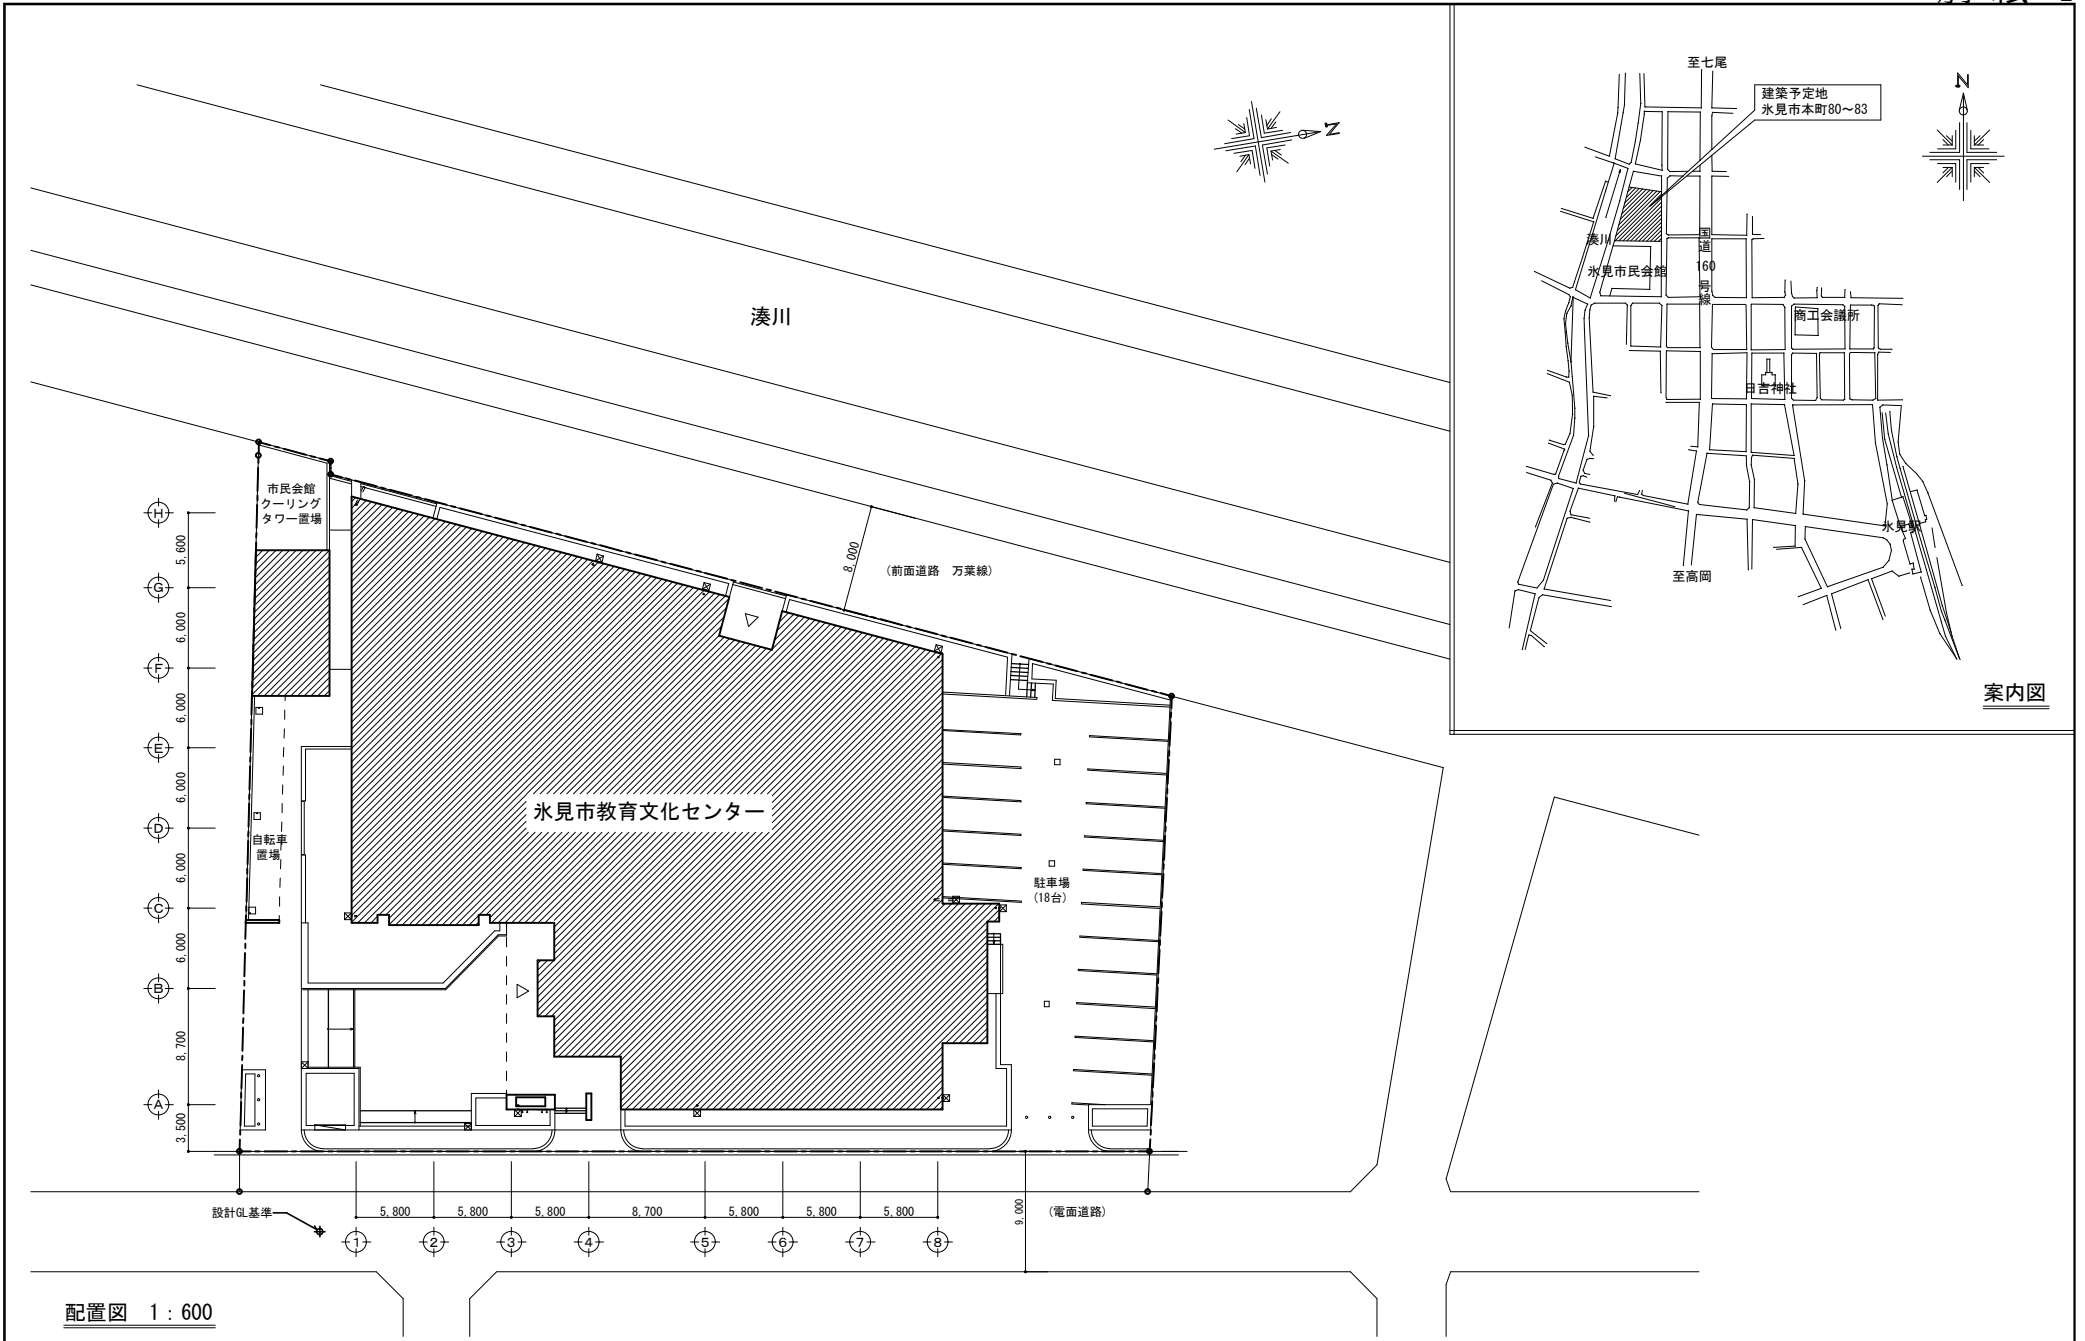 至七尾
建築予定地
氷見市本町80～83
N
N
湊川
国道
160
号線
氷見市民会館
商工会議所
日吉神社
氷見駅
至高岡
案内図
湊川
市民会館
クーリング
タワー置場
8,000
(前面道路 万葉線)
H
5,600
G
6,000
F
6,000
E
6,000
D
6,000
C
6,000
B
8,700
A
3,500
氷見市教育文化センター
自転車
置場
駐車場
(18台)
設計GL基準
5,800
5,800
5,800
8,700
5,800
5,800
5,800
9,000
(電面道路)
1
2
3
4
5
6
7
8
配置図 1:600